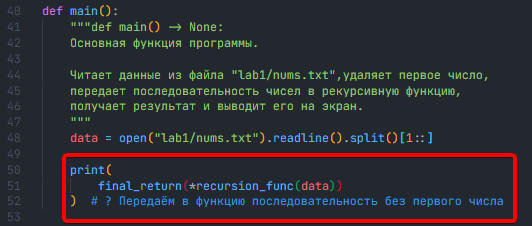 40 def main():
41 """def main() -> None:
42 Основная функция программы.
43
44 Читает данные из файла "lab1/nums.txt",удаляет первое число,
45 передает последовательность чисел в рекурсивную функцию,
46 получает результат и выводит его на экран.
47 """
48 data = open("lab1/nums.txt").readline().split()[1::]
49
50 print(
51 final_return(*recursion_func(data))
52 ) # ? Передаём в функцию последовательность без первого числа
53